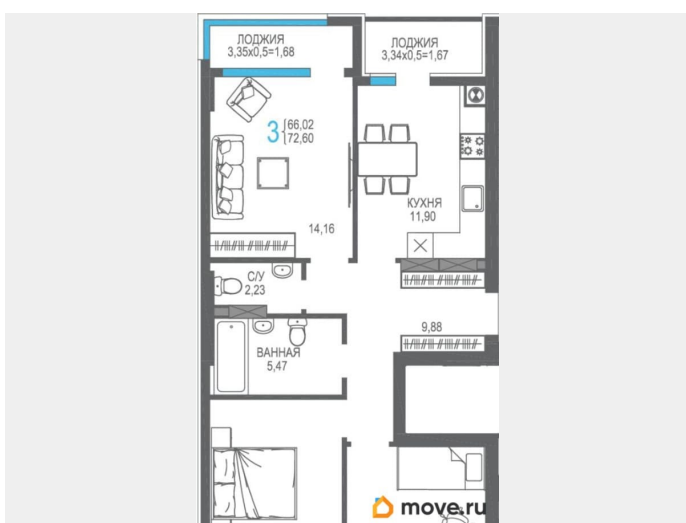 ЛОДЖИЯ
3,35x0,5=1,68
ЛОДЖИЯ
3,34x0,5=1,67
3
66,02
72,60
КУХНЯ
11,90
14,16
С/У
2,23
9,88
ВАННАЯ
5,47
move.ru